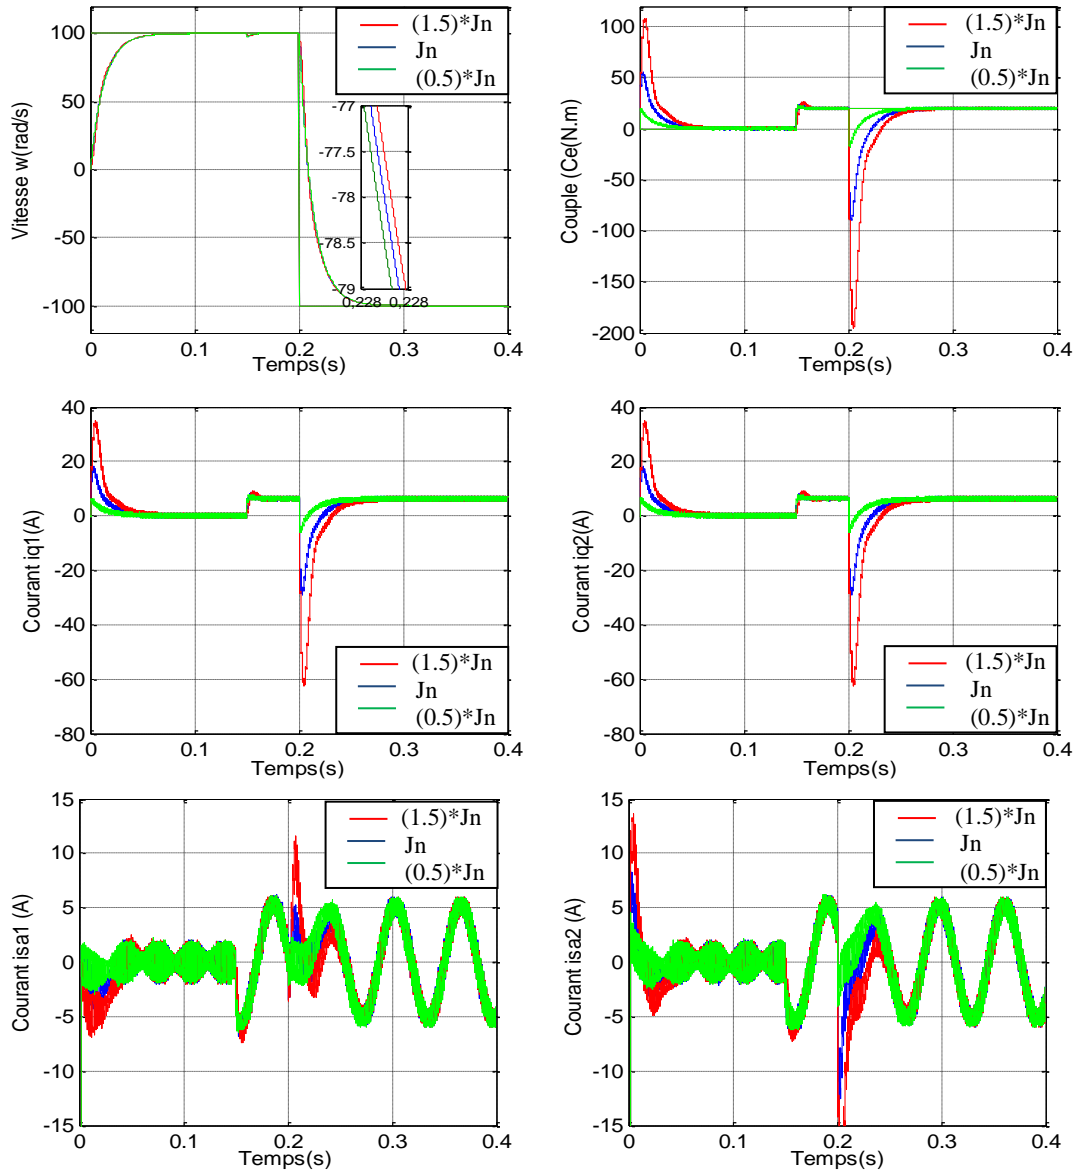 Vitesse w(rad/s)
100
50
0
-50
-100
(1.5)*Jn
Jn
(0.5)*Jn
-77
-77.5
-78
-78.5
-79
0,228 0,228
0 0.1 0.2 0.3 0.4
Temps(s)
Couple (Ce(N.m)
100
50
0
-50
-100
-150
-200
(1.5)*Jn
Jn
(0.5)*Jn
0 0.1 0.2 0.3 0.4
Temps(s)
Courant iq1(A)
40
20
0
-20
-40
-60
-80
(1.5)*Jn
Jn
(0.5)*Jn
0 0.1 0.2 0.3 0.4
Temps(s)
Courant iq2(A)
40
20
0
-20
-40
-60
-80
(1.5)*Jn
Jn
(0.5)*Jn
0 0.1 0.2 0.3 0.4
Temps(s)
Courant isa1 (A)
15
10
5
0
-5
-10
-15
(1.5)*Jn
Jn
(0.5)*Jn
0 0.1 0.2 0.3 0.4
Temps(s)
Courant isa2 (A)
15
10
5
0
-5
-10
-15
(1.5)*Jn
Jn
(0.5)*Jn
0 0.1 0.2 0.3 0.4
Temps(s)